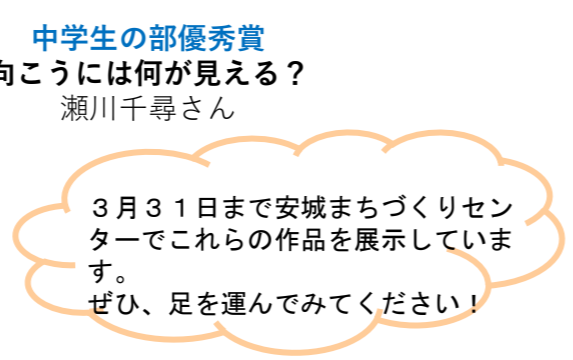 中学生の部優秀賞
向こうには何が見える？
瀬川千尋さん
３月３１日まで安城まちづくりセン
ターでこれらの作品を展示していま
す。
ぜひ、足を運んでみてください！